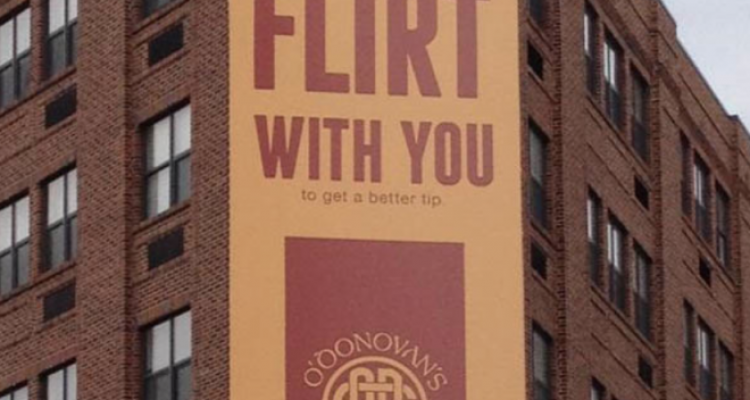 FLIRT
WITH YOU
to get a better tip.
O'DONOVAN'S